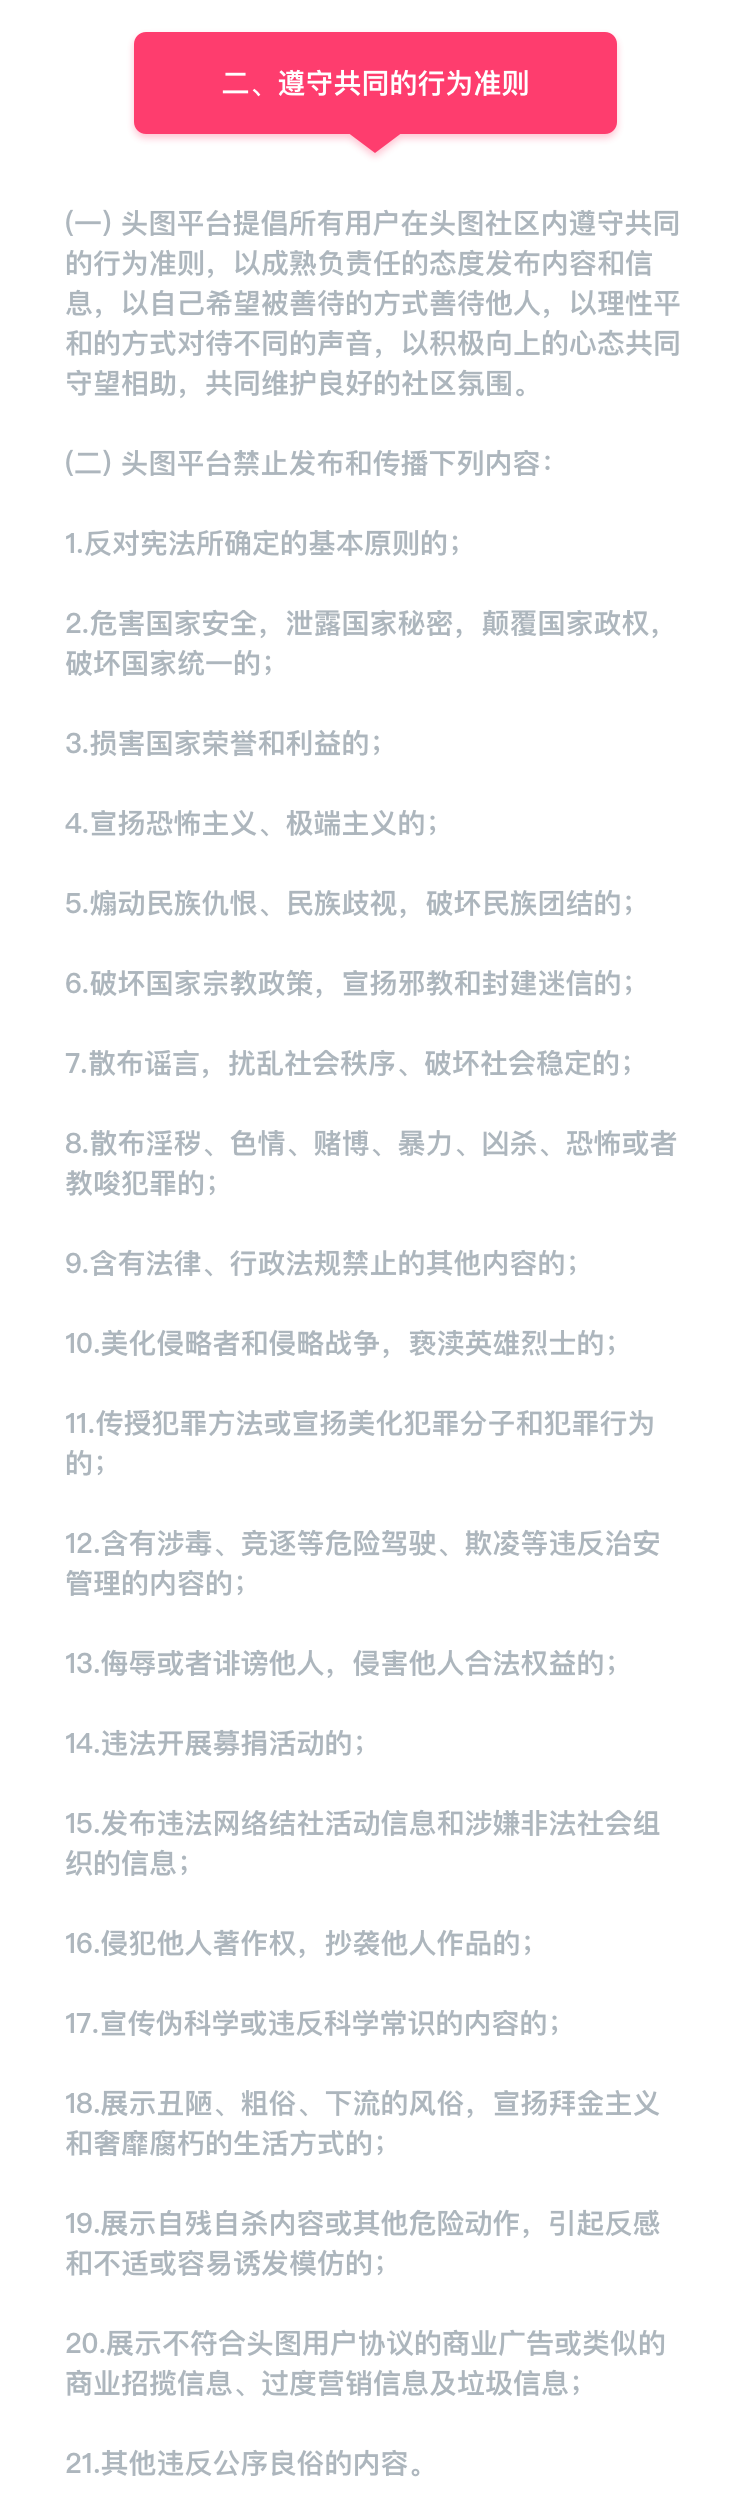 二、遵守共同的行为准则
(一) 头图平台提倡所有用户在头图社区内遵守共同
的行为准则，以成熟负责任的态度发布内容和信
息，以自己希望被善待的方式善待他人，以理性平
和的方式对待不同的声音，以积极向上的心态共同
守望相助，共同维护良好的社区氛围。
(二) 头图平台禁止发布和传播下列内容：
1.反对宪法所确定的基本原则的；
2.危害国家安全，泄露国家秘密，颠覆国家政权，
破坏国家统一的；
3.损害国家荣誉和利益的；
4.宣扬恐怖主义、极端主义的；
5.煽动民族仇恨、民族歧视，破坏民族团结的；
6.破坏国家宗教政策，宣扬邪教和封建迷信的；
7.散布谣言，扰乱社会秩序、破坏社会稳定的；
8.散布淫秽、色情、赌博、暴力、凶杀、恐怖或者
教唆犯罪的；
9.含有法律、行政法规禁止的其他内容的；
10.美化侵略者和侵略战争，亵渎英雄烈士的；
11.传授犯罪方法或宣扬美化犯罪分子和犯罪行为
的；
12.含有涉毒、竞逐等危险驾驶、欺凌等违反治安
管理的内容的；
13.侮辱或者诽谤他人，侵害他人合法权益的；
14.违法开展募捐活动的；
15.发布违法网络结社活动信息和涉嫌非法社会组
织的信息；
16.侵犯他人著作权，抄袭他人作品的；
17.宣传伪科学或违反科学常识的内容的；
18.展示丑陋、粗俗、下流的风俗，宣扬拜金主义
和奢靡腐朽的生活方式的；
19.展示自残自杀内容或其他危险动作，引起反感
和不适或容易诱发模仿的；
20.展示不符合头图用户协议的商业广告或类似的
商业招揽信息、过度营销信息及垃圾信息；
21.其他违反公序良俗的内容。